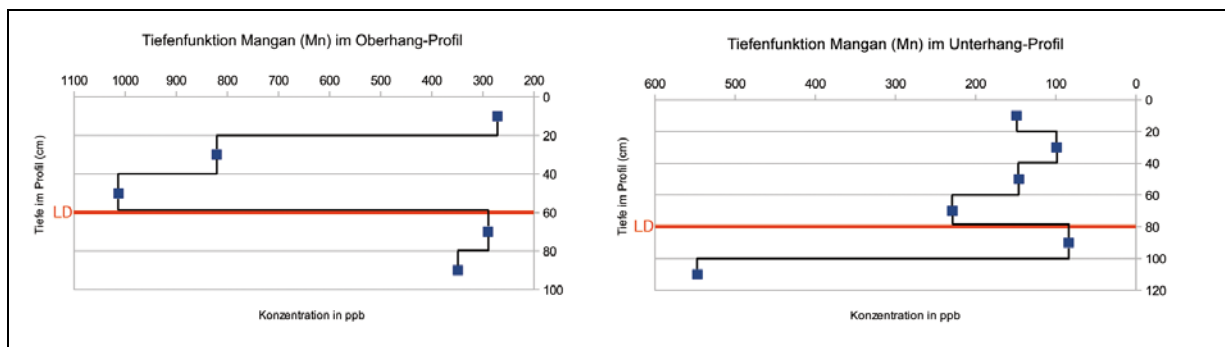 Tiefenfunktion Mangan (Mn) im Oberhang-Profil
1100 1000 900 800 700 600 500 400 300 200
0
20
40
60
80
100
Tiefe im Profil (cm)
LD
Konzentration in ppb
Tiefenfunktion Mangan (Mn) im Unterhang-Profil
600 500 400 300 200 100 0
0
20
40
60
80
100
120
Tiefe im Profil (cm)
LD
Konzentration in ppb